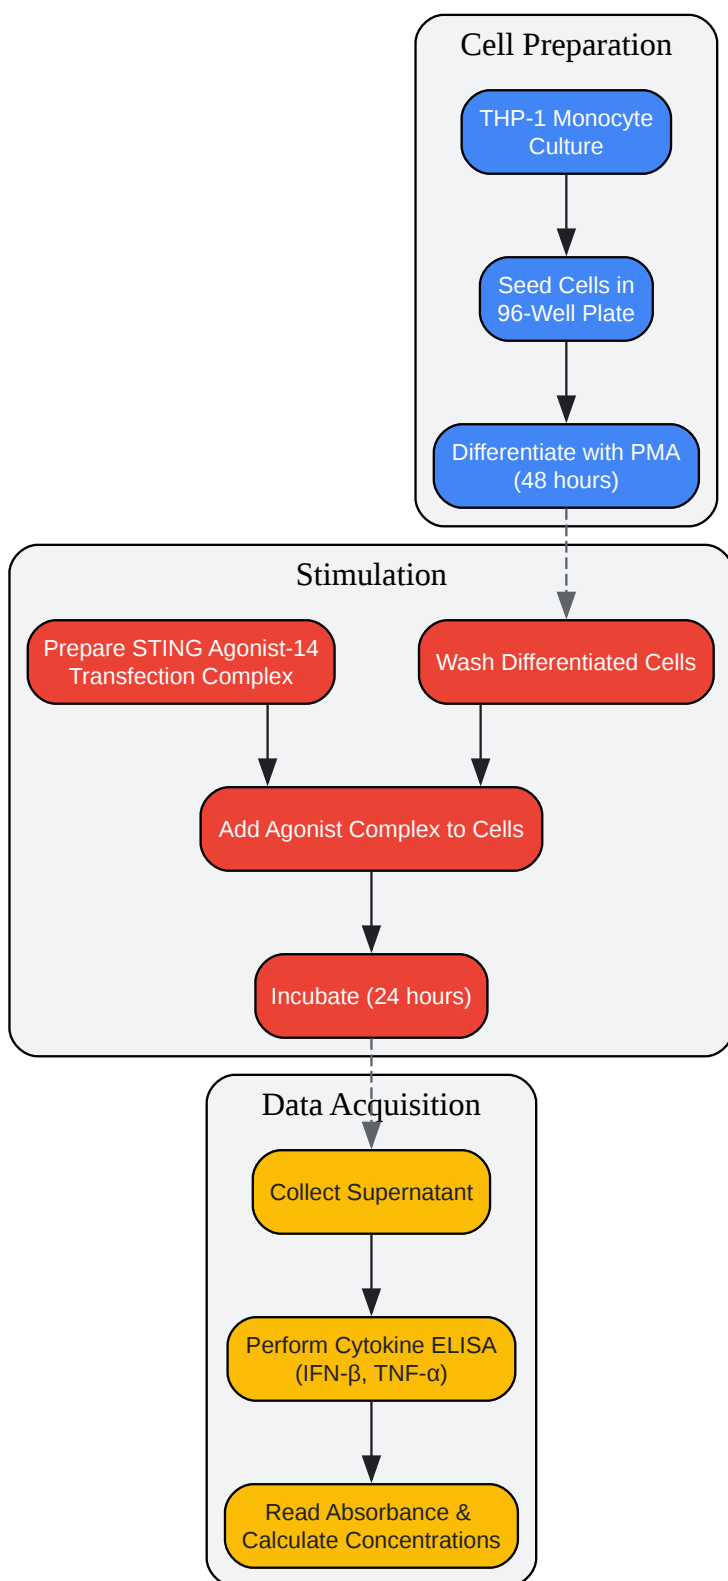 Cell Preparation
THP-1 Monocyte
Culture
Seed Cells in
96-Well Plate
Differentiate with PMA
(48 hours)
Stimulation
Prepare STING Agonist-14
Transfection Complex
Wash Differentiated Cells
Add Agonist Complex to Cells
Incubate (24 hours)
Data Acquisition
Collect Supernatant
Perform Cytokine ELISA
(IFN-β, TNF-α)
Read Absorbance &
Calculate Concentrations